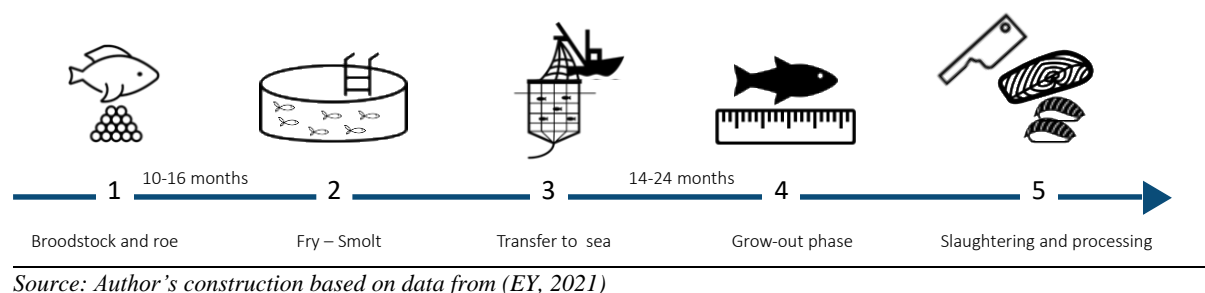 10-16 months
14-24 months
1
2
3
4
5
Broodstock and roe
Fry – Smolt
Transfer to sea
Grow-out phase
Slaughtering and processing
Source: Author's construction based on data from (EY, 2021)